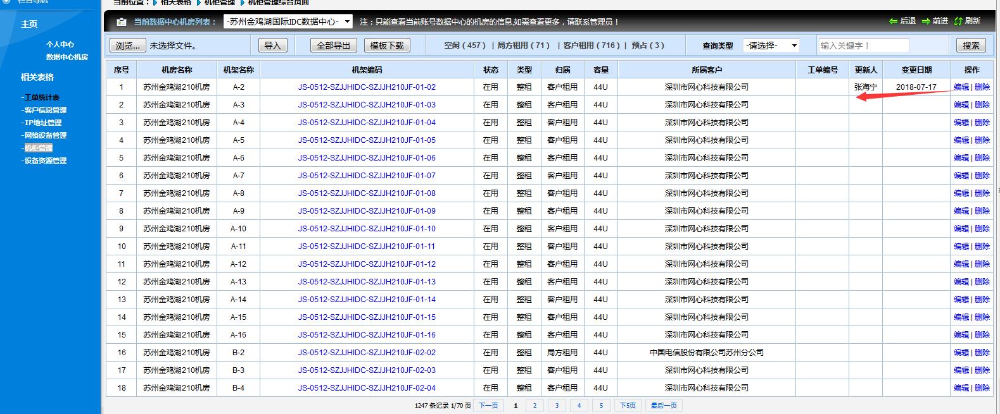 栏目导航
主页
个人中心
数据中心机房
相关表格
-工单统计表
-客户信息管理
-IP地址管理
-网络设备管理
-机柜管理
-设备资源管理
当前位置： 相关表格 机柜管理 机柜管理综合页面
当前数据中心机房列表： -苏州金鸡湖国际IDC数据中心- 注：只能查看当前账号数据中心的机房的信息,如需查看更多，请联系管理员！ 后退 前进 刷新
浏览... 未选择文件。 导入 全部导出 模板下载 空闲（457）｜局方租用（71）｜客户租用（716）｜预占（3） 查询类型 -请选择- 输入关键字！ 搜索
序号 机房名称 机架名称 机架编码 状态 类型 归属 容量 所属客户 工单编号 更新人 变更日期 操作
1 苏州金鸡湖210机房 A-2 JS-0512-SZJJHIDC-SZJJH210JF-01-02 在用 整租 客户租用 44U 深圳市网心科技有限公司 张海宁 2018-07-17 编辑 | 删除
2 苏州金鸡湖210机房 A-3 JS-0512-SZJJHIDC-SZJJH210JF-01-03 在用 整租 客户租用 44U 深圳市网心科技有限公司 编辑 | 删除
3 苏州金鸡湖210机房 A-4 JS-0512-SZJJHIDC-SZJJH210JF-01-04 在用 整租 客户租用 44U 深圳市网心科技有限公司 编辑 | 删除
4 苏州金鸡湖210机房 A-5 JS-0512-SZJJHIDC-SZJJH210JF-01-05 在用 整租 客户租用 44U 深圳市网心科技有限公司 编辑 | 删除
5 苏州金鸡湖210机房 A-6 JS-0512-SZJJHIDC-SZJJH210JF-01-06 在用 整租 客户租用 44U 深圳市网心科技有限公司 编辑 | 删除
6 苏州金鸡湖210机房 A-7 JS-0512-SZJJHIDC-SZJJH210JF-01-07 在用 整租 客户租用 44U 深圳市网心科技有限公司 编辑 | 删除
7 苏州金鸡湖210机房 A-8 JS-0512-SZJJHIDC-SZJJH210JF-01-08 在用 整租 客户租用 44U 深圳市网心科技有限公司 编辑 | 删除
8 苏州金鸡湖210机房 A-9 JS-0512-SZJJHIDC-SZJJH210JF-01-09 在用 整租 客户租用 44U 深圳市网心科技有限公司 编辑 | 删除
9 苏州金鸡湖210机房 A-10 JS-0512-SZJJHIDC-SZJJH210JF-01-10 在用 整租 客户租用 44U 深圳市网心科技有限公司 编辑 | 删除
10 苏州金鸡湖210机房 A-11 JS-0512-SZJJHIDC-SZJJH210JF-01-11 在用 整租 客户租用 44U 深圳市网心科技有限公司 编辑 | 删除
11 苏州金鸡湖210机房 A-12 JS-0512-SZJJHIDC-SZJJH210JF-01-12 在用 整租 客户租用 44U 深圳市网心科技有限公司 编辑 | 删除
12 苏州金鸡湖210机房 A-13 JS-0512-SZJJHIDC-SZJJH210JF-01-13 在用 整租 客户租用 44U 深圳市网心科技有限公司 编辑 | 删除
13 苏州金鸡湖210机房 A-14 JS-0512-SZJJHIDC-SZJJH210JF-01-14 在用 整租 客户租用 44U 深圳市网心科技有限公司 编辑 | 删除
14 苏州金鸡湖210机房 A-15 JS-0512-SZJJHIDC-SZJJH210JF-01-15 在用 整租 客户租用 44U 深圳市网心科技有限公司 编辑 | 删除
15 苏州金鸡湖210机房 A-16 JS-0512-SZJJHIDC-SZJJH210JF-01-16 在用 整租 客户租用 44U 深圳市网心科技有限公司 编辑 | 删除
16 苏州金鸡湖210机房 B-2 JS-0512-SZJJHIDC-SZJJH210JF-02-02 在用 整租 局方租用 44U 中国电信股份有限公司苏州分公司 编辑 | 删除
17 苏州金鸡湖210机房 B-3 JS-0512-SZJJHIDC-SZJJH210JF-02-03 在用 整租 客户租用 44U 深圳市网心科技有限公司 编辑 | 删除
18 苏州金鸡湖210机房 B-4 JS-0512-SZJJHIDC-SZJJH210JF-02-04 在用 整租 客户租用 44U 深圳市网心科技有限公司 编辑 | 删除
1247 条记录 1/70 页 下一页 1 2 3 4 5 下5页 最后一页